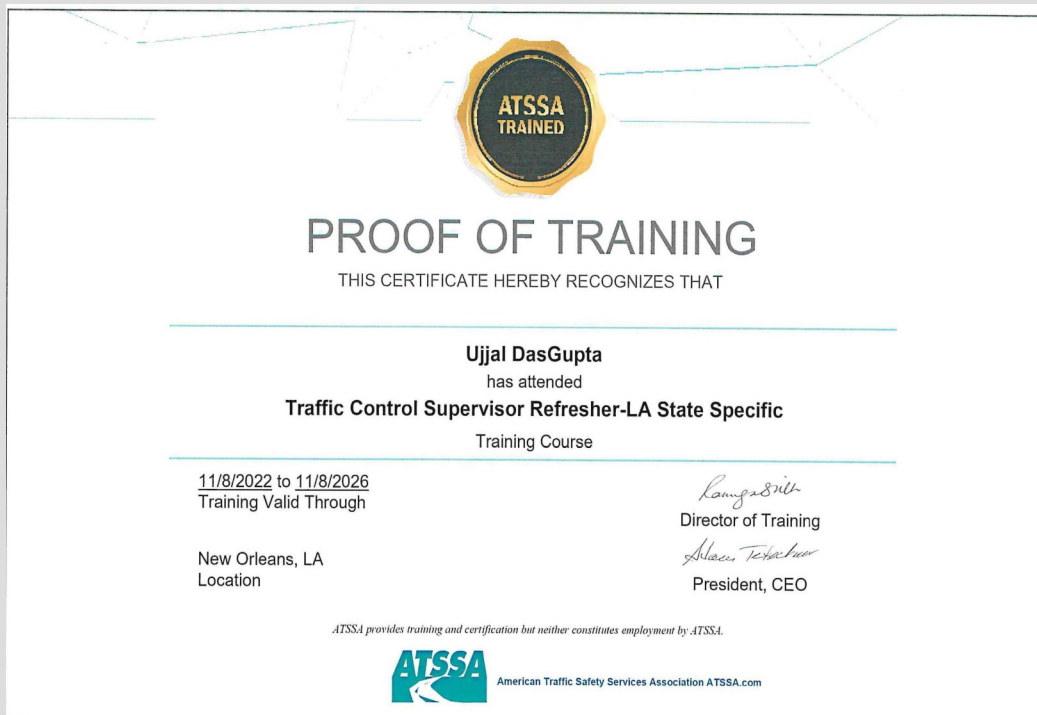 ATSSA
TRAINED
PROOF OF TRAINING
THIS CERTIFICATE HEREBY RECOGNIZES THAT
Ujjal DasGupta
has attended
Traffic Control Supervisor Refresher-LA State Specific
Training Course
11/8/2022 to 11/8/2026
Training Valid Through
Director of Training
New Orleans, LA
Location
President, CEO
ATSSA provides training and certification but neither constitutes employment by ATSSA.
ATSSA
American Traffic Safety Services Association ATSSA.com